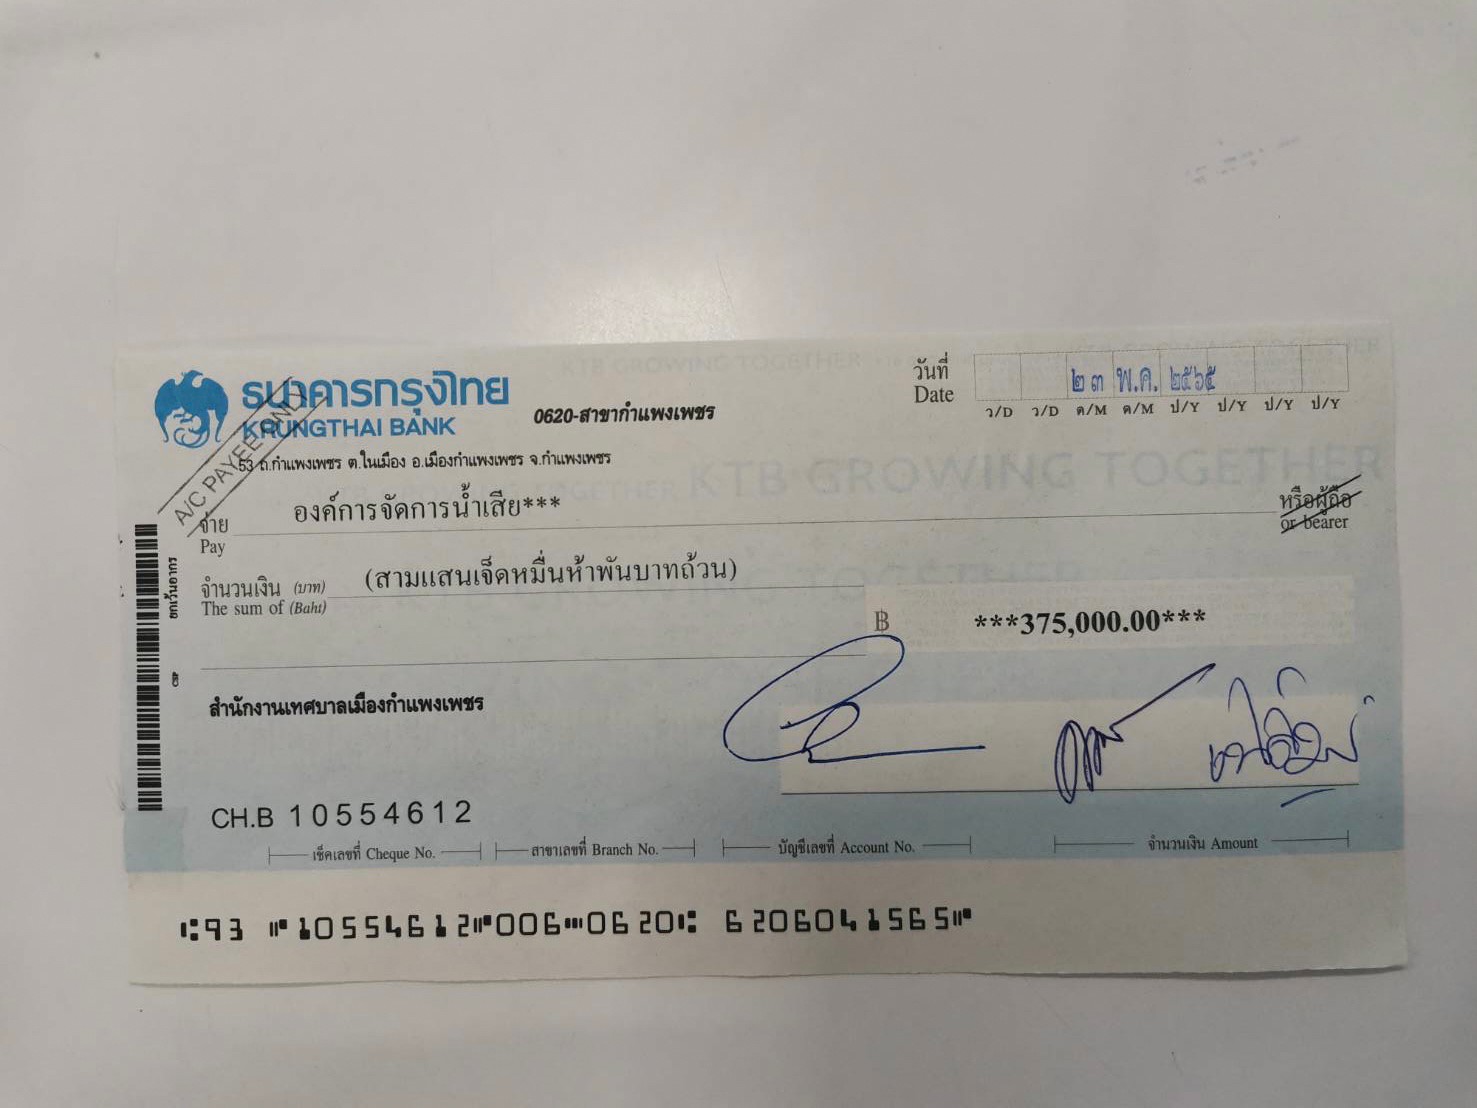 KTB GROWING TOGETHER
ธนาคารกรุงไทย
KRUNGTHAI BANK
0620-สาขากำแพงเพชร
วันที่
Date
๒๓ พ.ค. ๒๕๖๕
ว/D ว/D ด/M ด/M ป/Y ป/Y ป/Y ป/Y
53 ถ.กำแพงเพชร ต.ในเมือง อ.เมืองกำแพงเพชร จ.กำแพงเพชร
KTB GROWING TOGETHER
A/C PAYEE ONLY
จ่าย
Pay
องค์การจัดการน้ำเสีย***
หรือผู้ถือ
or bearer
จำนวนเงิน (บาท)
The sum of (Baht)
(สามแสนเจ็ดหมื่นห้าพันบาทถ้วน)
฿ ***375,000.00***
ยกเว้นอากร
CSP
สำนักงานเทศบาลเมืองกำแพงเพชร
CH.B 10554612
เช็คเลขที่ Cheque No. สาขาเลขที่ Branch No. บัญชีเลขที่ Account No. จำนวนเงิน Amount
⑆93 ⑈10554612⑈006⑉0620⑆ 6206041565⑈